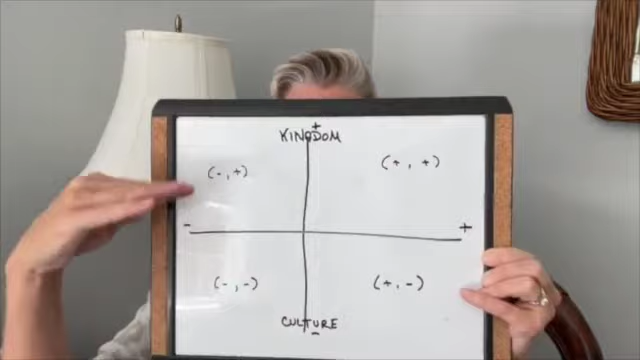 +
KINGDOM
(-,+) (+,+)
- +
(-,-) (+,-)
CULTURE
-